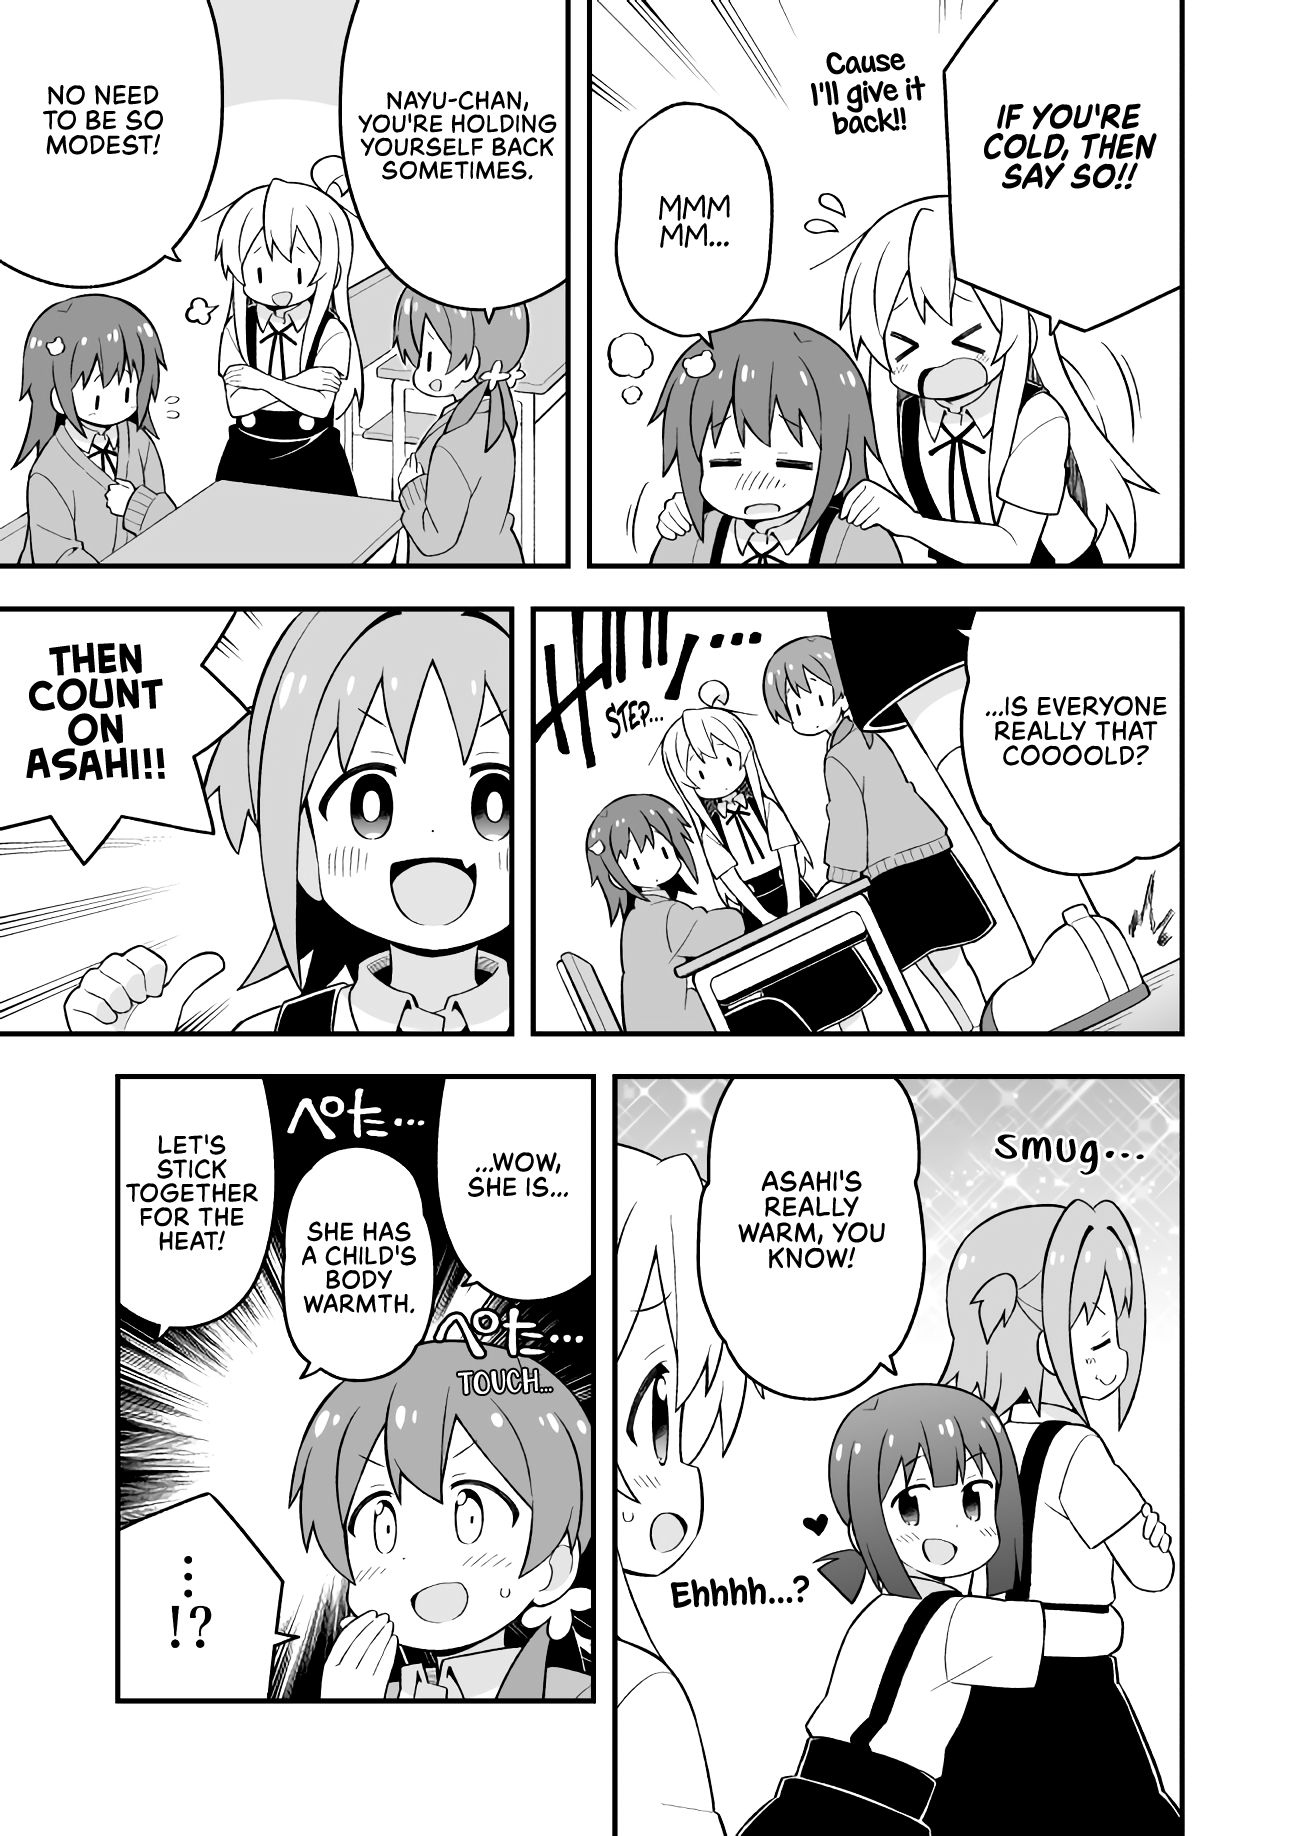 IF YOU'RE
COLD, THEN
SAY SO!!
Cause
I'll give it
back!!
MMM
MM...
NAYU-CHAN,
YOU'RE HOLDING
YOURSELF BACK
SOMETIMES.
NO NEED
TO BE SO
MODEST!
...IS EVERYONE
REALLY THAT
COOOOLD?
STEP...
THEN
COUNT
ON
ASAHI!!
smug...
ASAHI'S
REALLY
WARM, YOU
KNOW!
Ehhhh...?
...WOW,
SHE IS...
ぺた…
SHE HAS
A CHILD'S
BODY
WARMTH.
ぺた…
TOUCH...
LET'S
STICK
TOGETHER
FOR THE
HEAT!
...
!?